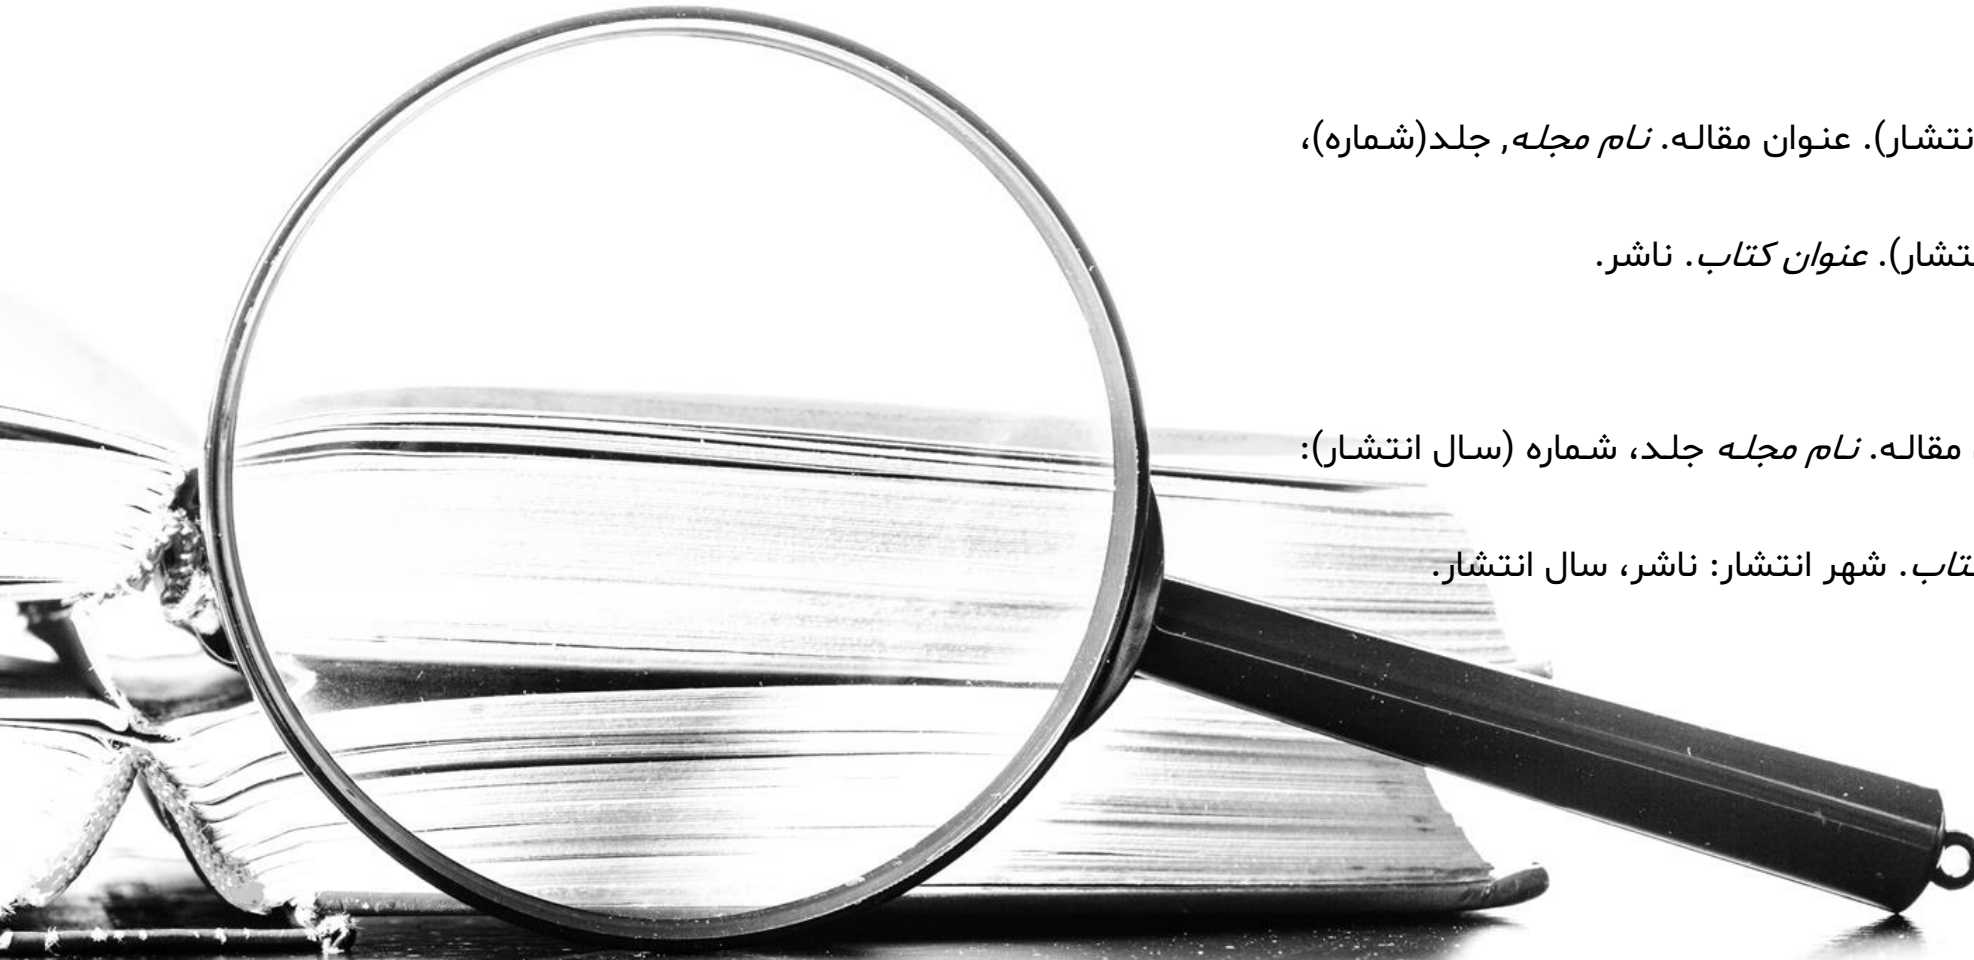 نتشار). عنوان مقاله. نام مجله, جلد(شماره)،
تشار). عنوان کتاب. ناشر.
مقاله. نام مجله جلد، شماره (سال انتشار):
تاب. شهر انتشار: ناشر، سال انتشار.